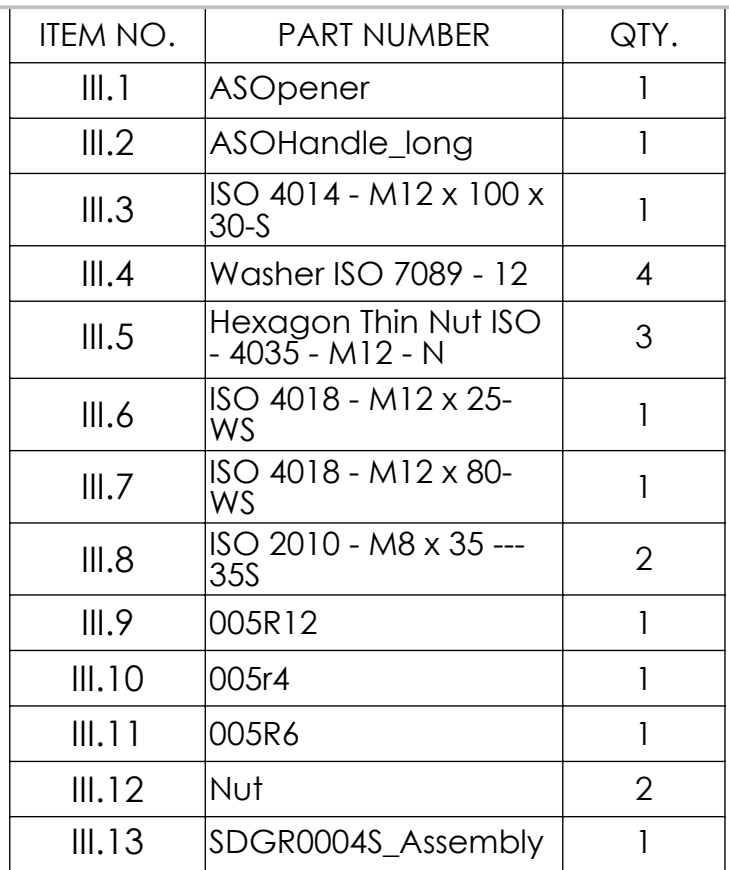 ITEM NO. PART NUMBER QTY.
III.1 ASOpener 1
III.2 ASOHandle_long 1
III.3 ISO 4014 - M12 x 100 x 1
30-S
III.4 Washer ISO 7089 - 12 4
III.5 Hexagon Thin Nut ISO 3
- 4035 - M12 - N
III.6 ISO 4018 - M12 x 25- 1
WS
III.7 ISO 4018 - M12 x 80- 1
WS
III.8 ISO 2010 - M8 x 35 --- 2
35S
III.9 005R12 1
III.10 005r4 1
III.11 005R6 1
III.12 Nut 2
III.13 SDGR0004S_Assembly 1